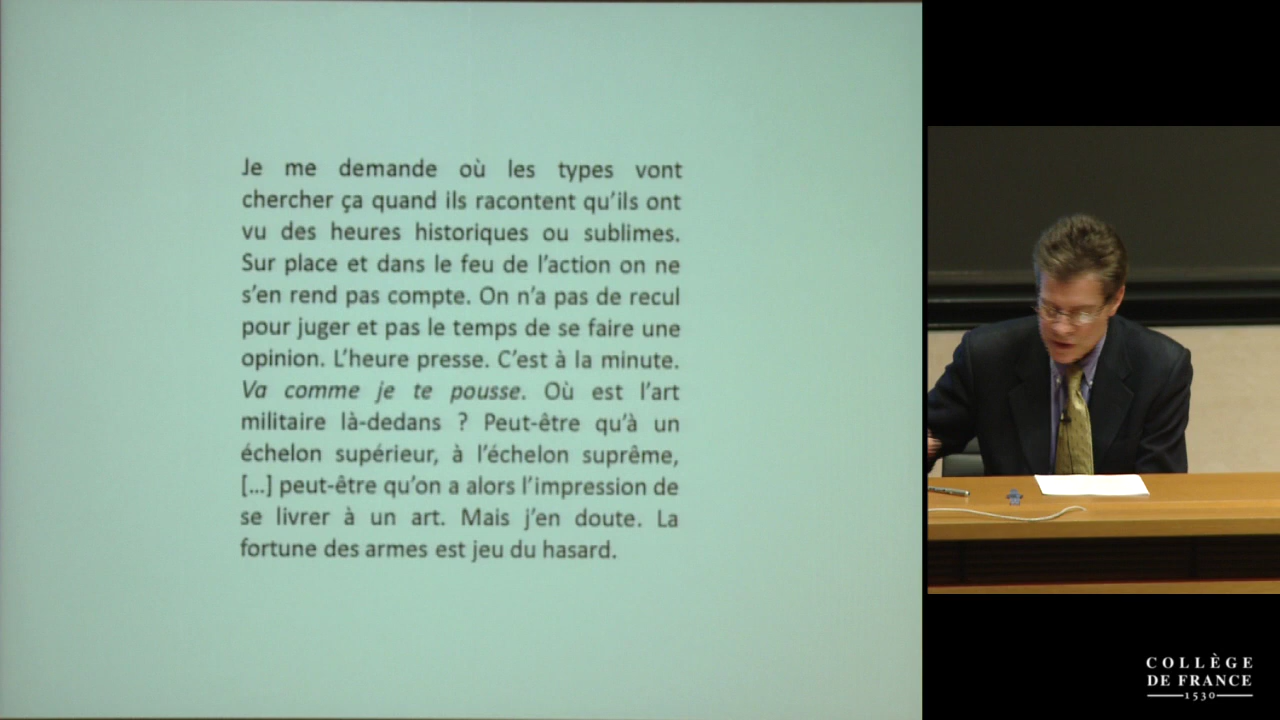 Je me demande où les types vont
chercher ça quand ils racontent qu'ils ont
vu des heures historiques ou sublimes.
Sur place et dans le feu de l'action on ne
s'en rend pas compte. On n'a pas de recul
pour juger et pas le temps de se faire une
opinion. L'heure presse. C'est à la minute.
Va comme je te pousse. Où est l'art
militaire là-dedans ? Peut-être qu'à un
échelon supérieur, à l'échelon suprême,
[...] peut-être qu'on a alors l'impression de
se livrer à un art. Mais j'en doute. La
fortune des armes est jeu du hasard.
COLLÈGE
DE FRANCE
1530